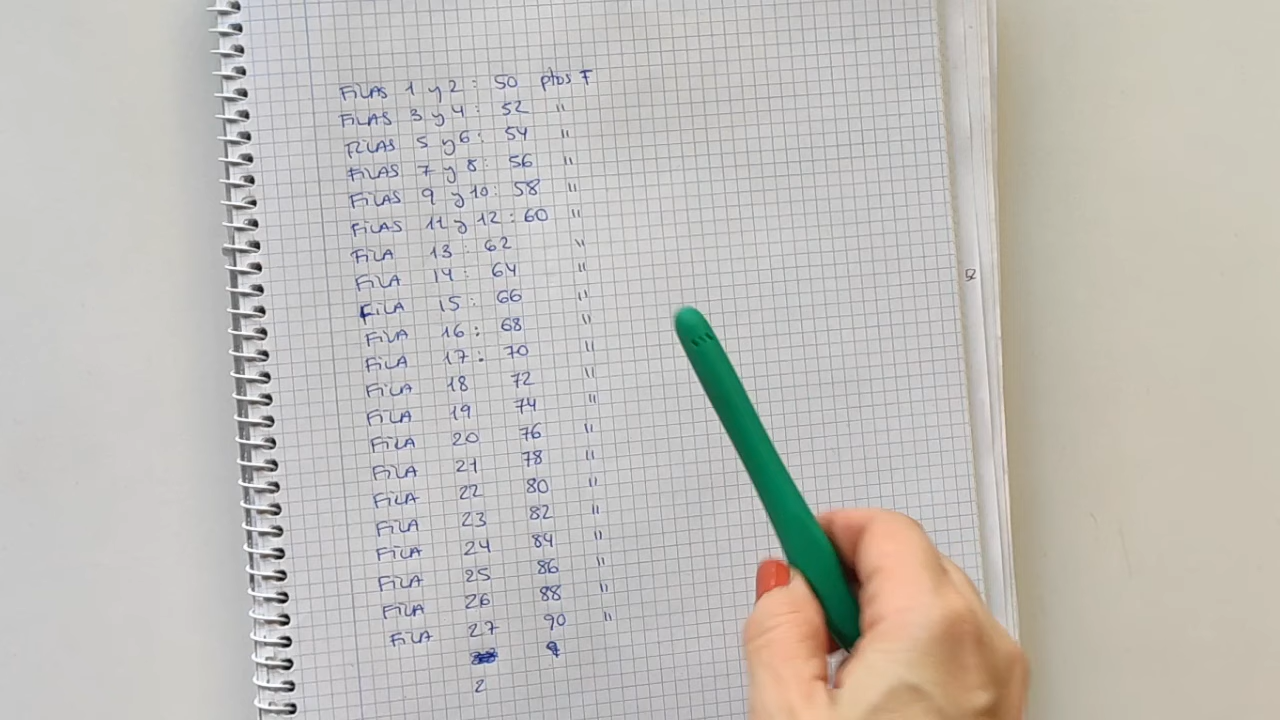 FILAS 1 y 2 : 50 ptos F
FILAS 3 y 4 : 52 "
FILAS 5 y 6 : 54 "
FILAS 7 y 8 : 56 "
FILAS 9 y 10 : 58 "
FILAS 11 y 12 : 60 "
FILA 13 : 62 "
FILA 14 : 64 "
FILA 15 : 66 "
FILA 16 : 68 "
FILA 17 : 70 "
FILA 18 72 "
FILA 19 74 "
FILA 20 76 "
FILA 21 78 "
FILA 22 80 "
FILA 23 82 "
FILA 24 84 "
FILA 25 86 "
FILA 26 88 "
FILA 27 90 "
9
2